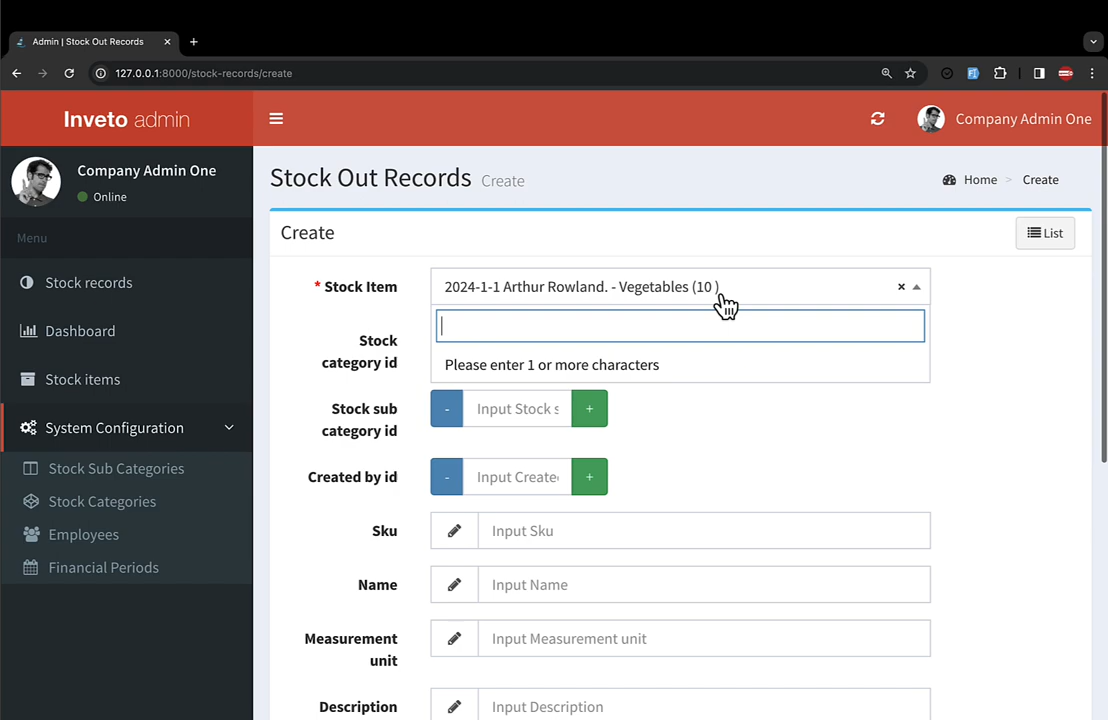 Admin | Stock Out Records
127.0.0.1:8000/stock-records/create
Inveto admin
Company Admin One
Company Admin One
Online
Menu
Stock records
Dashboard
Stock items
System Configuration
Stock Sub Categories
Stock Categories
Employees
Financial Periods
Stock Out Records Create
Home > Create
Create
List
* Stock Item
2024-1-1 Arthur Rowland. - Vegetables (10 )
×
Please enter 1 or more characters
Stock
category id
Stock sub
category id
- Input Stock s +
Created by id
- Input Create +
Sku
Input Sku
Name
Input Name
Measurement
unit
Input Measurement unit
Description
Input Description